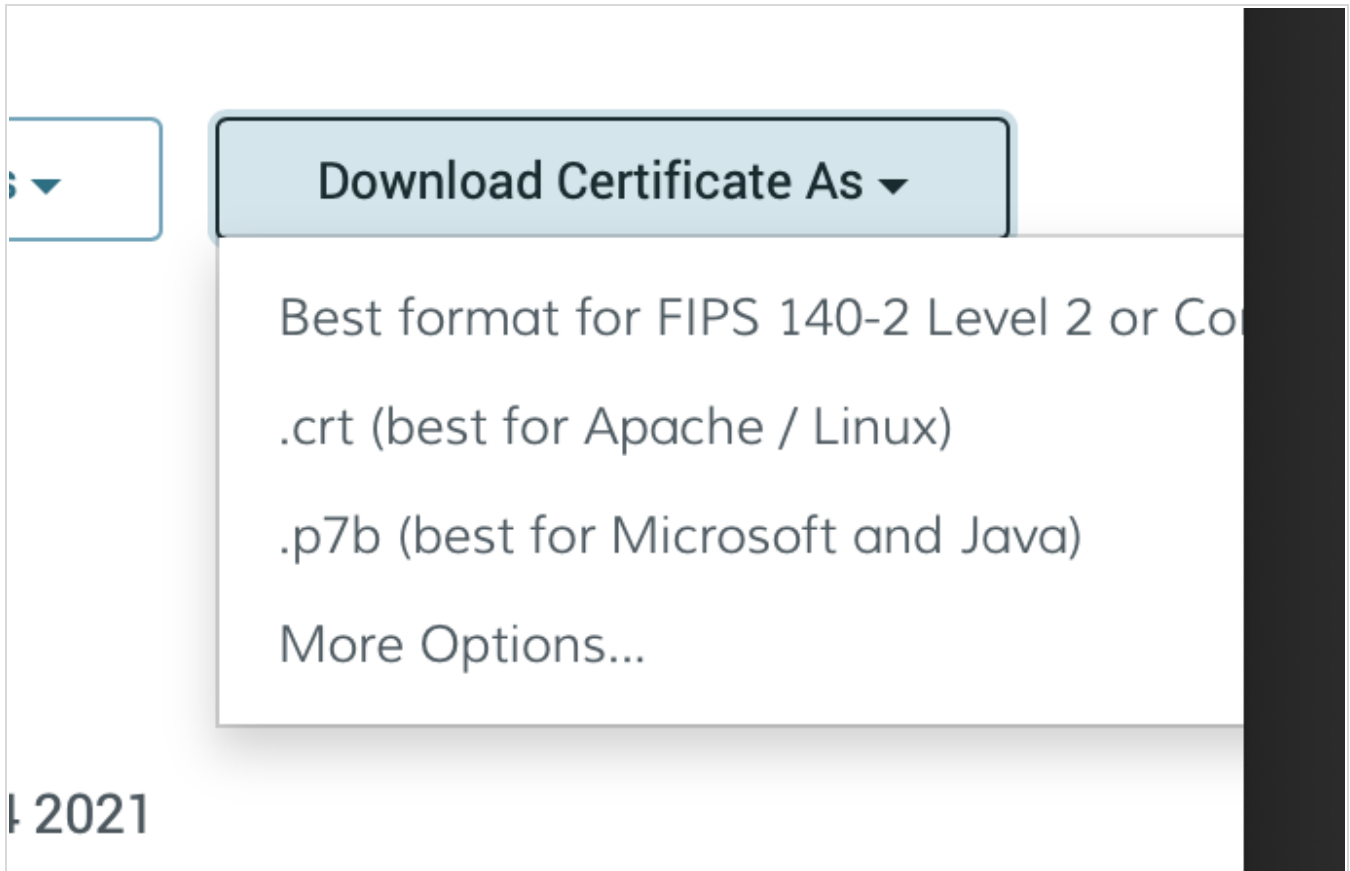 Download Certificate As
Best format for FIPS 140-2 Level 2 or
.crt (best for Apache / Linux)
.p7b (best for Microsoft and Java)
More Options...
2021